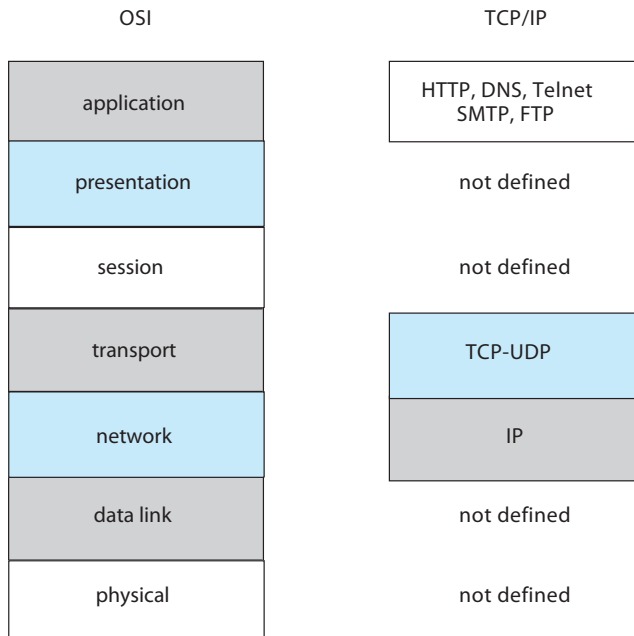 OSI
TCP/IP
application
HTTP, DNS, Telnet
SMTP, FTP
presentation
not defined
session
not defined
transport
TCP-UDP
network
IP
data link
not defined
physical
not defined